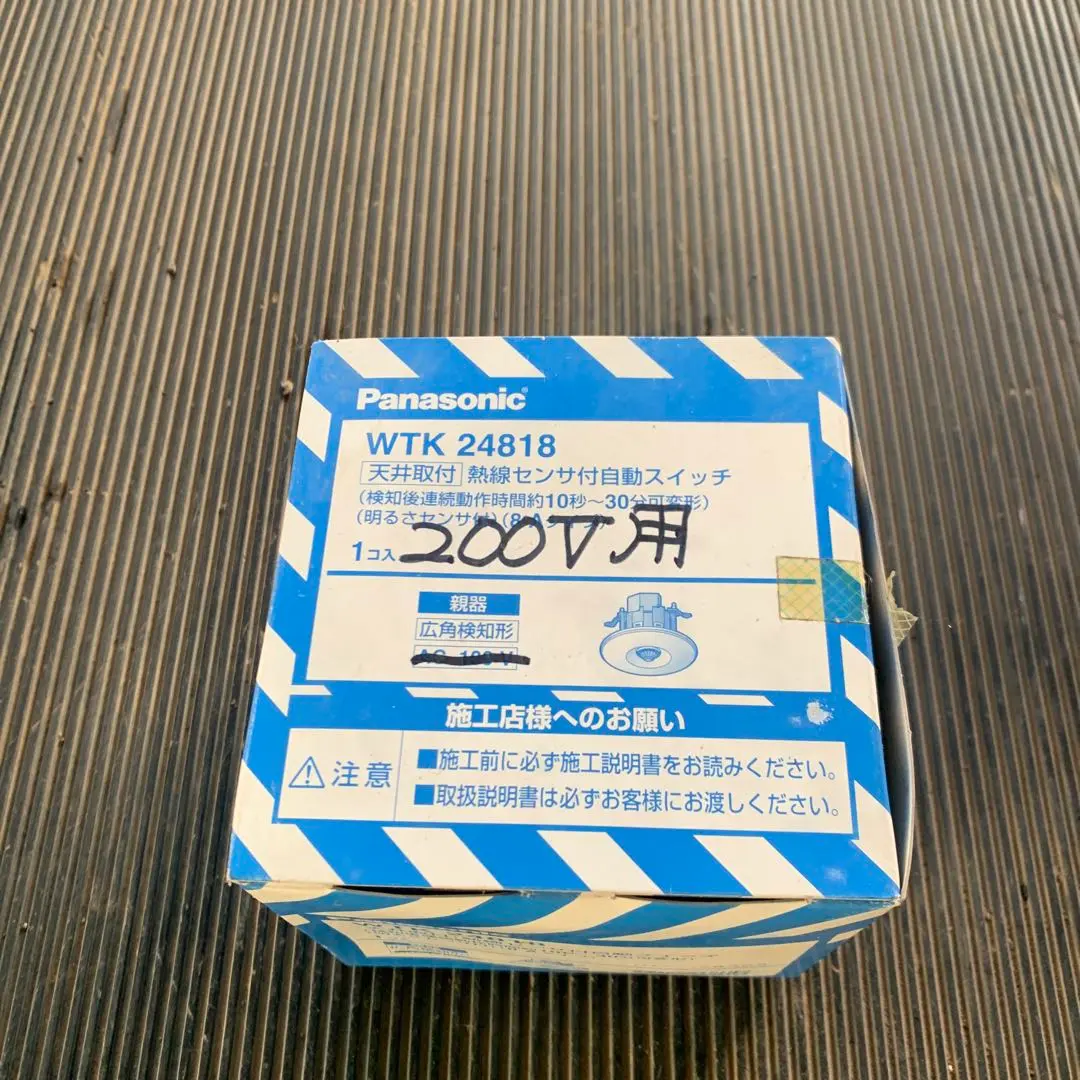 Panasonic
WTK 24818
天井取付 熱線センサ付自動スイッチ
(検知後連続動作時間約10秒~30分可変形)
(明るさセンサ付)(8
1コ入 200V用
親器
広角検知形
AC 100V
施工店様へのお願い
注意
■施工前に必ず施工説明書をお読みください。
■取扱説明書は必ずお客様にお渡しください。